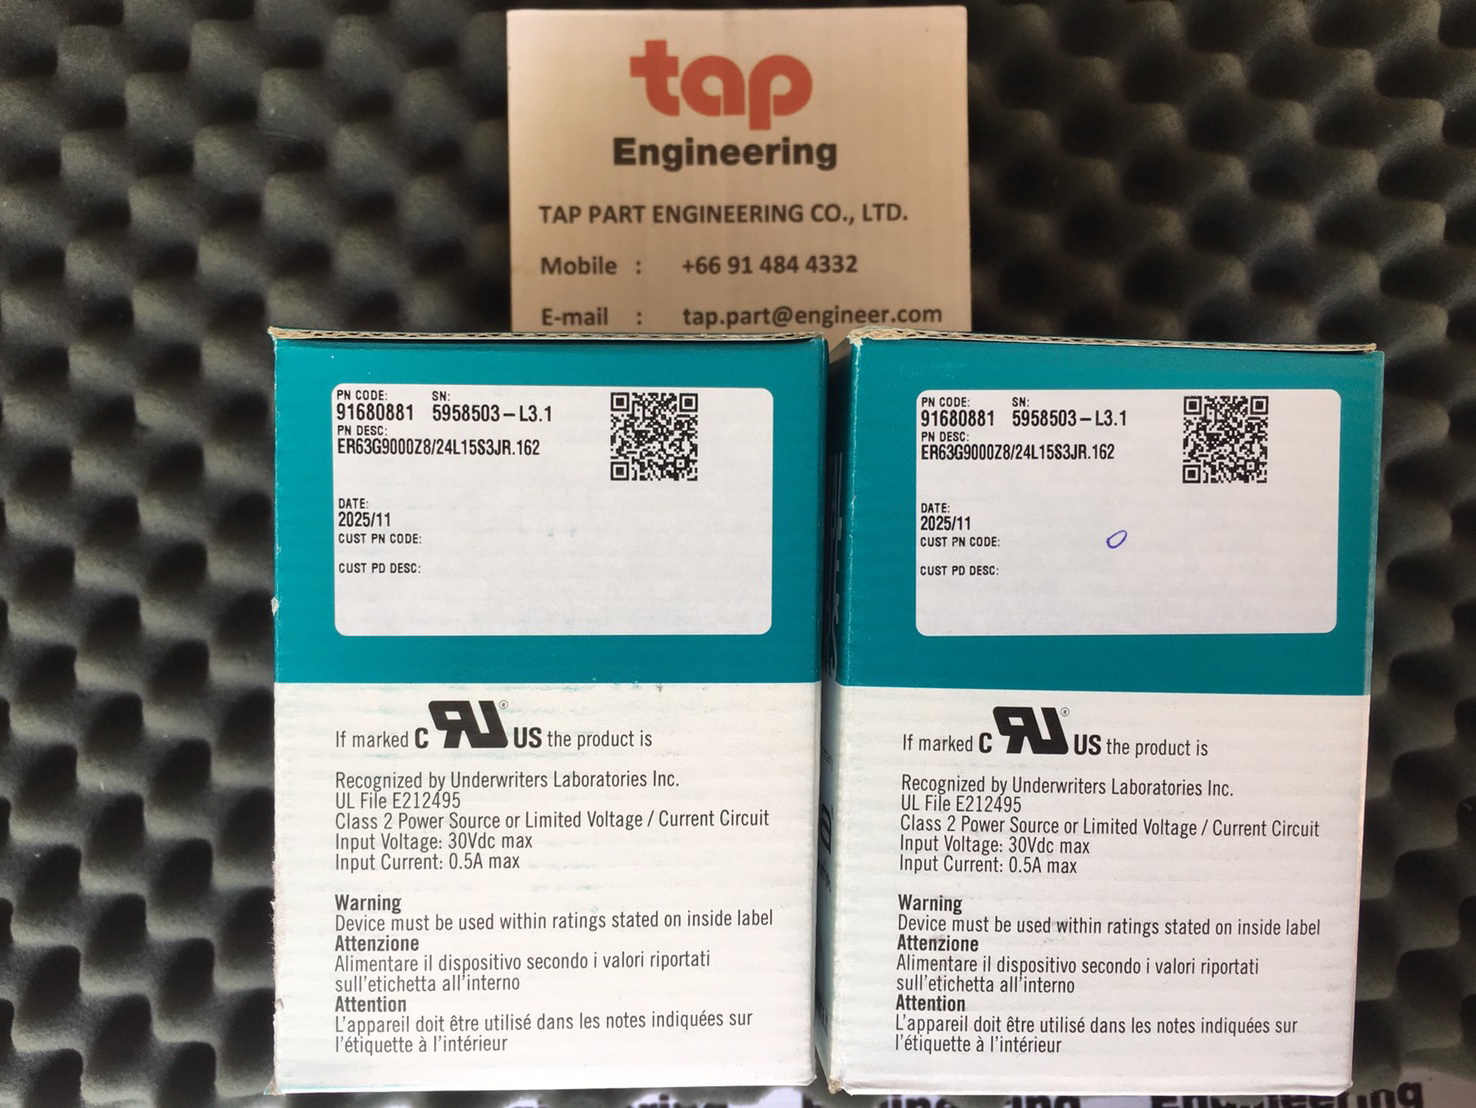 tap
Engineering
TAP PART ENGINEERING CO., LTD.
Mobile : +66 91 484 4332
E-mail : tap.part@engineer.com
PN CODE: SN:
91680881 5958503-L3.1
PN DESC:
ER63G9000Z8/24L15S3JR.162
DATE:
2025/11
CUST PN CODE:
CUST PD DESC:
If marked C RU® US the product is
Recognized by Underwriters Laboratories Inc.
UL File E212495
Class 2 Power Source or Limited Voltage / Current Circuit
Input Voltage: 30Vdc max
Input Current: 0.5A max
Warning
Device must be used within ratings stated on inside label
Attenzione
Alimentare il dispositivo secondo i valori riportati
sull'etichetta all'interno
Attention
L'appareil doit être utilisé dans les notes indiquées sur
l'étiquette à l'intérieur
PN CODE: SN:
91680881 5958503-L3.1
PN DESC:
ER63G9000Z8/24L15S3JR.162
DATE:
2025/11
CUST PN CODE:
CUST PD DESC:
If marked C RU® US the product is
Recognized by Underwriters Laboratories Inc.
UL File E212495
Class 2 Power Source or Limited Voltage / Current Circuit
Input Voltage: 30Vdc max
Input Current: 0.5A max
Warning
Device must be used within ratings stated on inside label
Attenzione
Alimentare il dispositivo secondo i valori riportati
sull'etichetta all'interno
Attention
L'appareil doit être utilisé dans les notes indiquées sur
l'étiquette à l'intérieur
Engineering